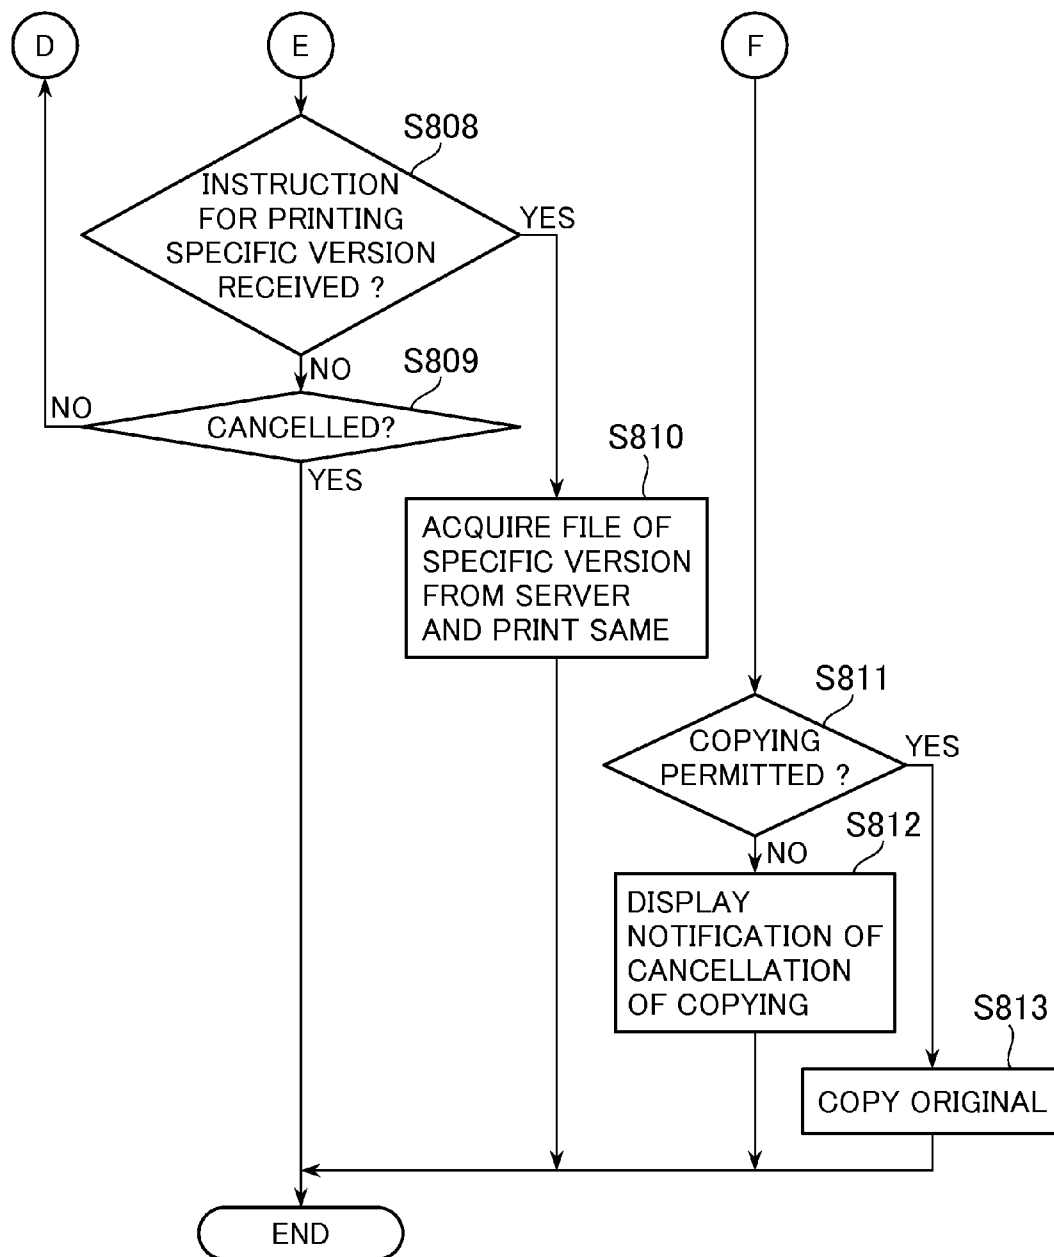 D
E
F
S808
INSTRUCTION
FOR PRINTING
SPECIFIC VERSION
RECEIVED ?
YES
NO
S809
NO
CANCELLED?
YES
S810
ACQUIRE FILE OF
SPECIFIC VERSION
FROM SERVER
AND PRINT SAME
S811
COPYING
PERMITTED ?
YES
NO
S812
DISPLAY
NOTIFICATION OF
CANCELLATION
OF COPYING
S813
COPY ORIGINAL
END